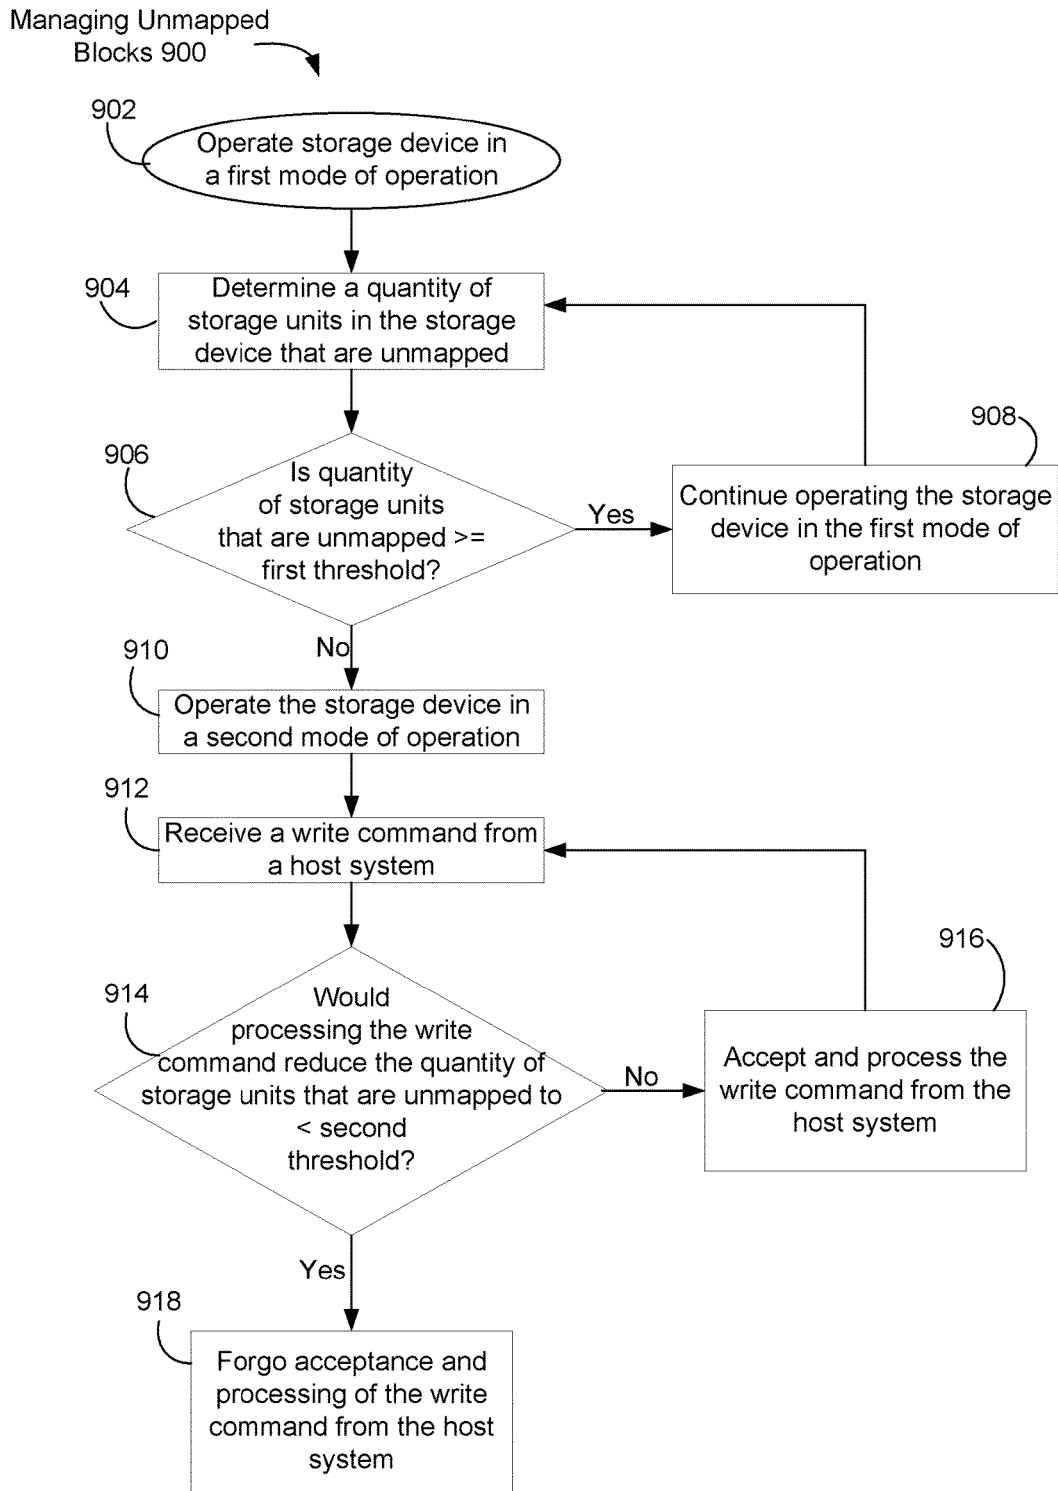 Managing Unmapped
Blocks 900
902
Operate storage device in
a first mode of operation
904
Determine a quantity of
storage units in the storage
device that are unmapped
906
Is quantity
of storage units
that are unmapped >=
first threshold?
Yes
908
Continue operating the storage
device in the first mode of
operation
No
910
Operate the storage device in
a second mode of operation
912
Receive a write command from
a host system
914
Would
processing the write
command reduce the quantity of
storage units that are unmapped to
< second
threshold?
No
916
Accept and process the
write command from the
host system
Yes
918
Forgo acceptance and
processing of the write
command from the host
system